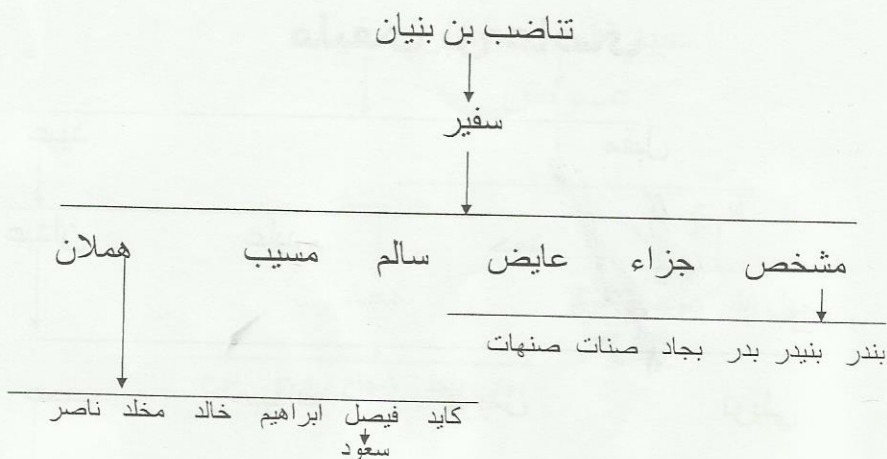 تناضب بن بنيان
سفير
مشخص جزاء عايض سالم مسيب هملان
بندر بنيدر بدر بجاد صنات صنهات
كايد فيصل ابراهيم خالد مخلد ناصر
سعود